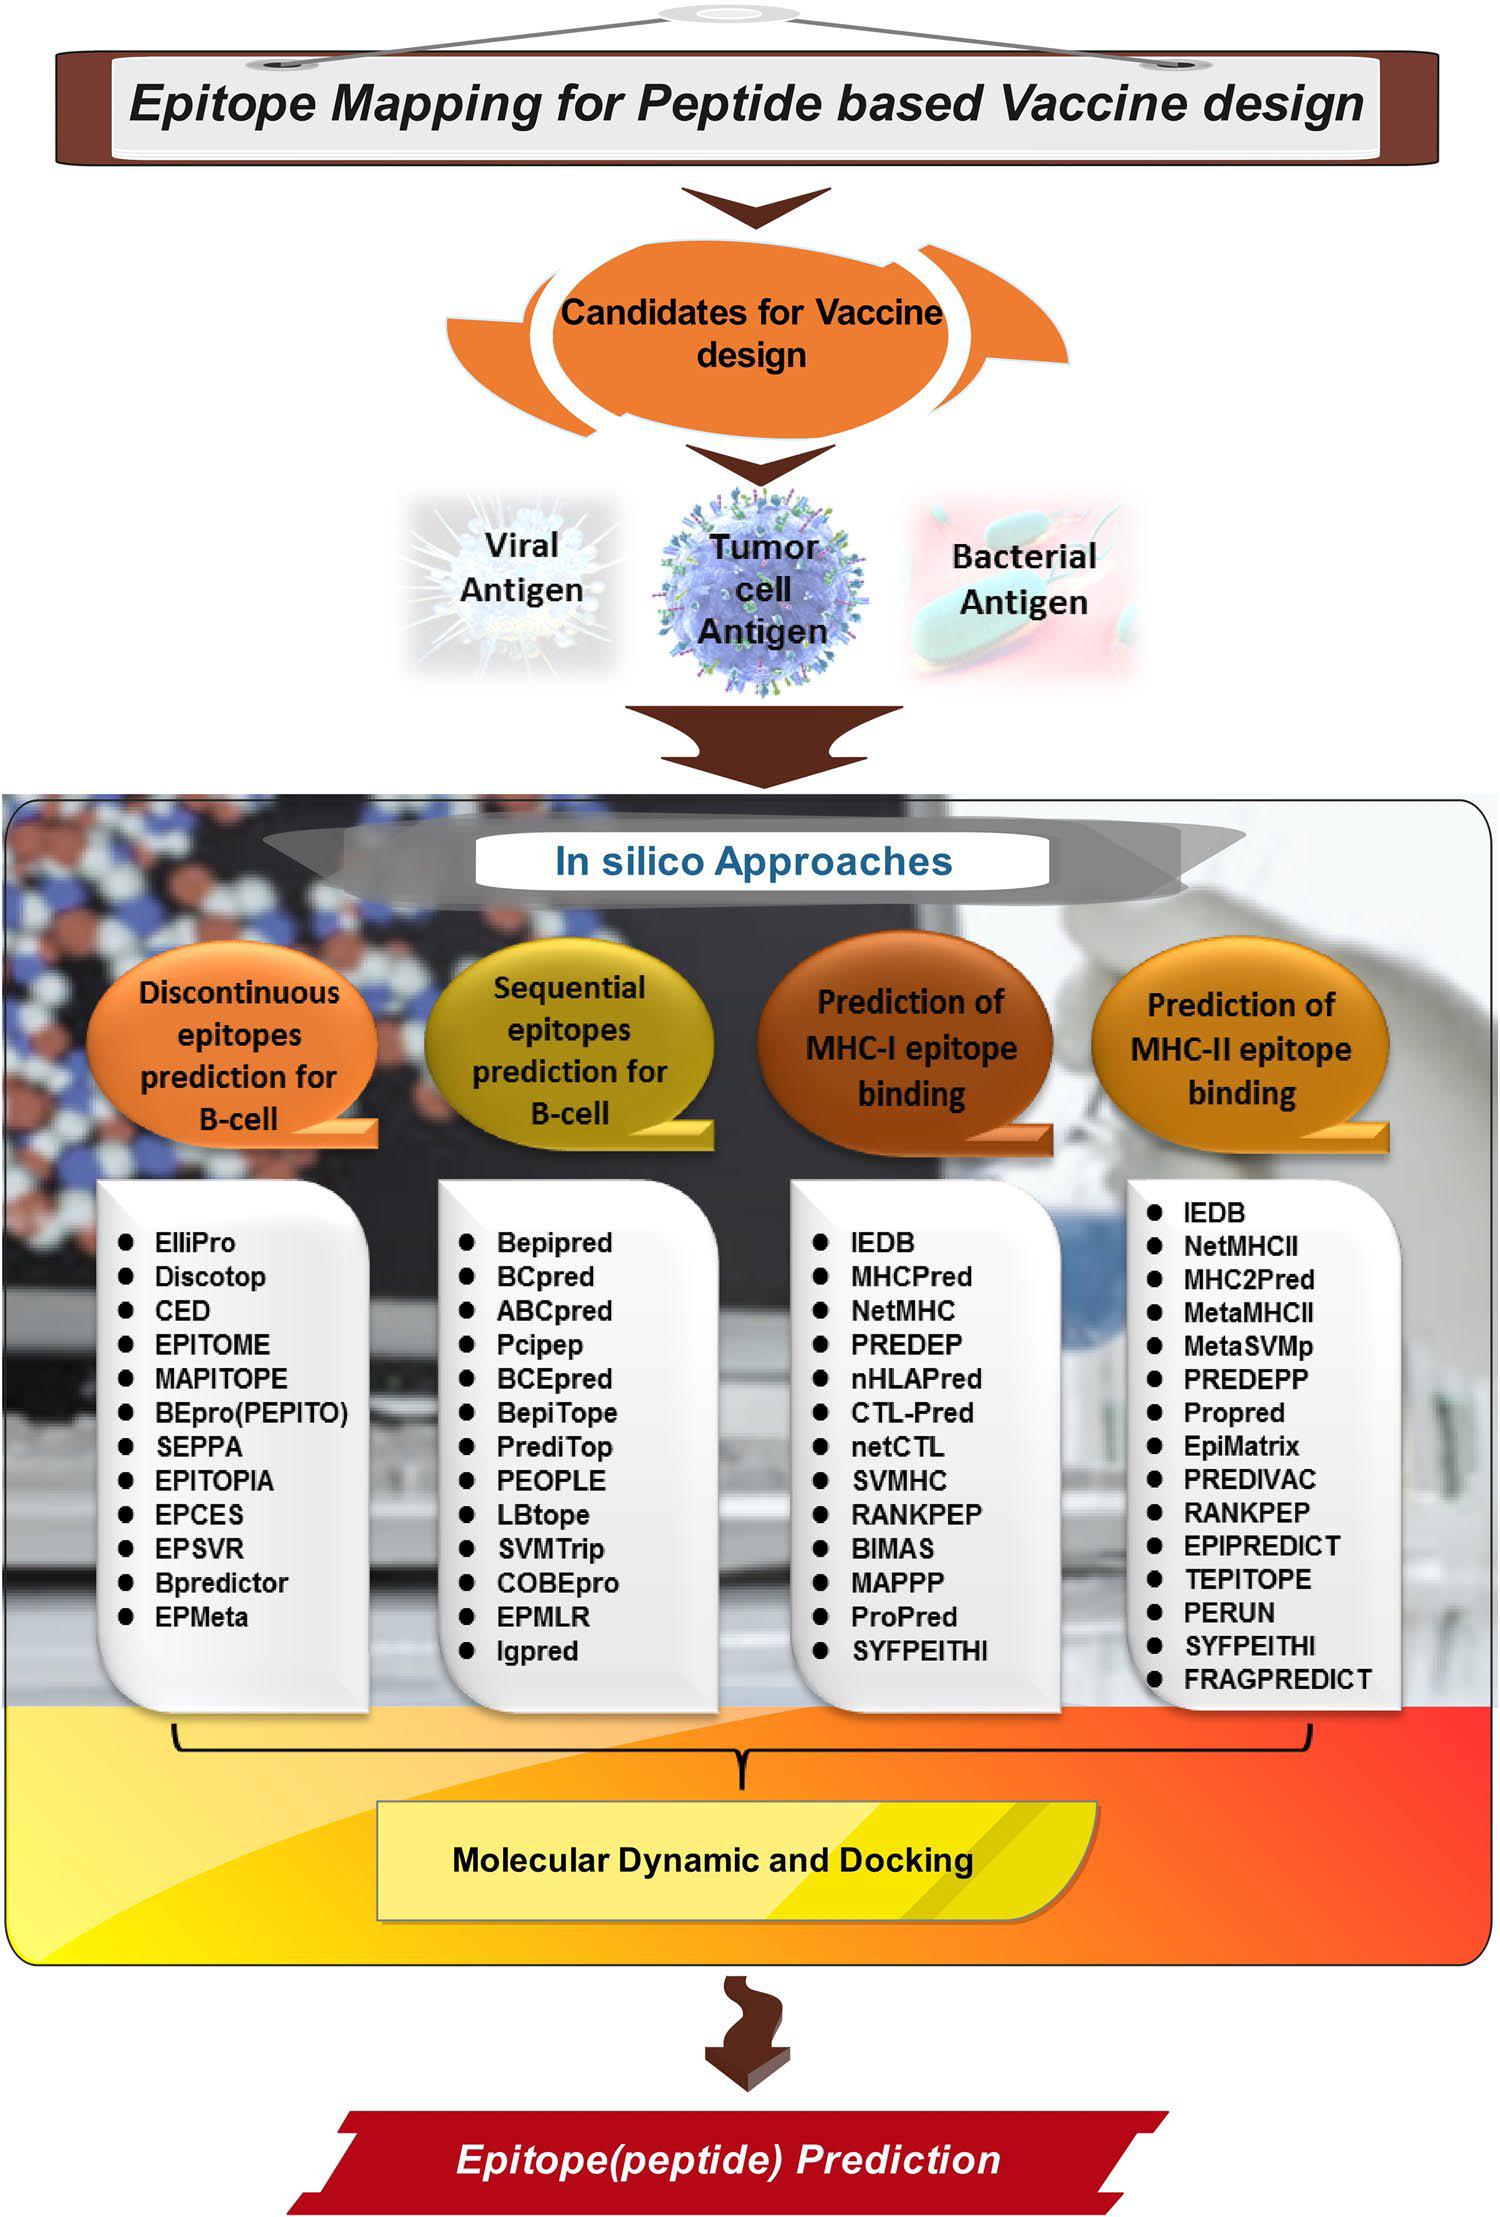 Epitope Mapping for Peptide based Vaccine design
Candidates for Vaccine
design
Viral
Antigen
Tumor
cell
Antigen
Bacterial
Antigen
In silico Approaches
Discontinuous
epitopes
prediction for
B-cell
Sequential
epitopes
prediction for
B-cell
Prediction of
MHC-I epitope
binding
Prediction of
MHC-II epitope
binding
ElliPro
Discotop
CED
EPITOME
MAPITOPE
BEpro(PEPITO)
SEPPA
EPITOPIA
EPCES
EPSVR
Bpredictor
EPMeta
Bepipred
BCpred
ABCpred
Pcipep
BCEpred
BepiTope
PrediTop
PEOPLE
LBtope
SVMTrip
COBEpro
EPMLR
Igpred
IEDB
MHCPred
NetMHC
PREDEP
nHLAPred
CTL-Pred
netCTL
SVMHC
RANKPEP
BIMAS
MAPPP
ProPred
SYFPEITHI
IEDB
NetMHCII
MHC2Pred
MetaMHCII
MetaSVMp
PREDEPP
Propred
EpiMatrix
PREDIVAC
RANKPEP
EPIPREDICT
TEPITOPE
PERUN
SYFPEITHI
FRAGPREDICT
Molecular Dynamic and Docking
Epitope(peptide) Prediction